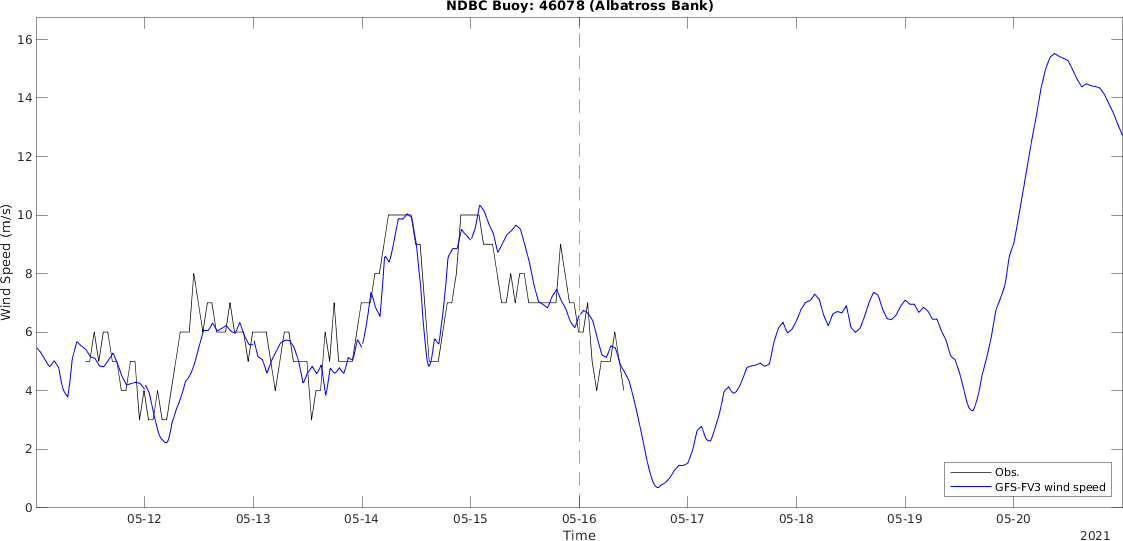 NDBC Buoy: 46078 (Albatross Bank)
16
14
12
10
8
6
4
2
0
Wind Speed (m/s)
Obs.
GFS-FV3 wind speed
05-12 05-13 05-14 05-15 05-16 05-17 05-18 05-19 05-20
Time
2021